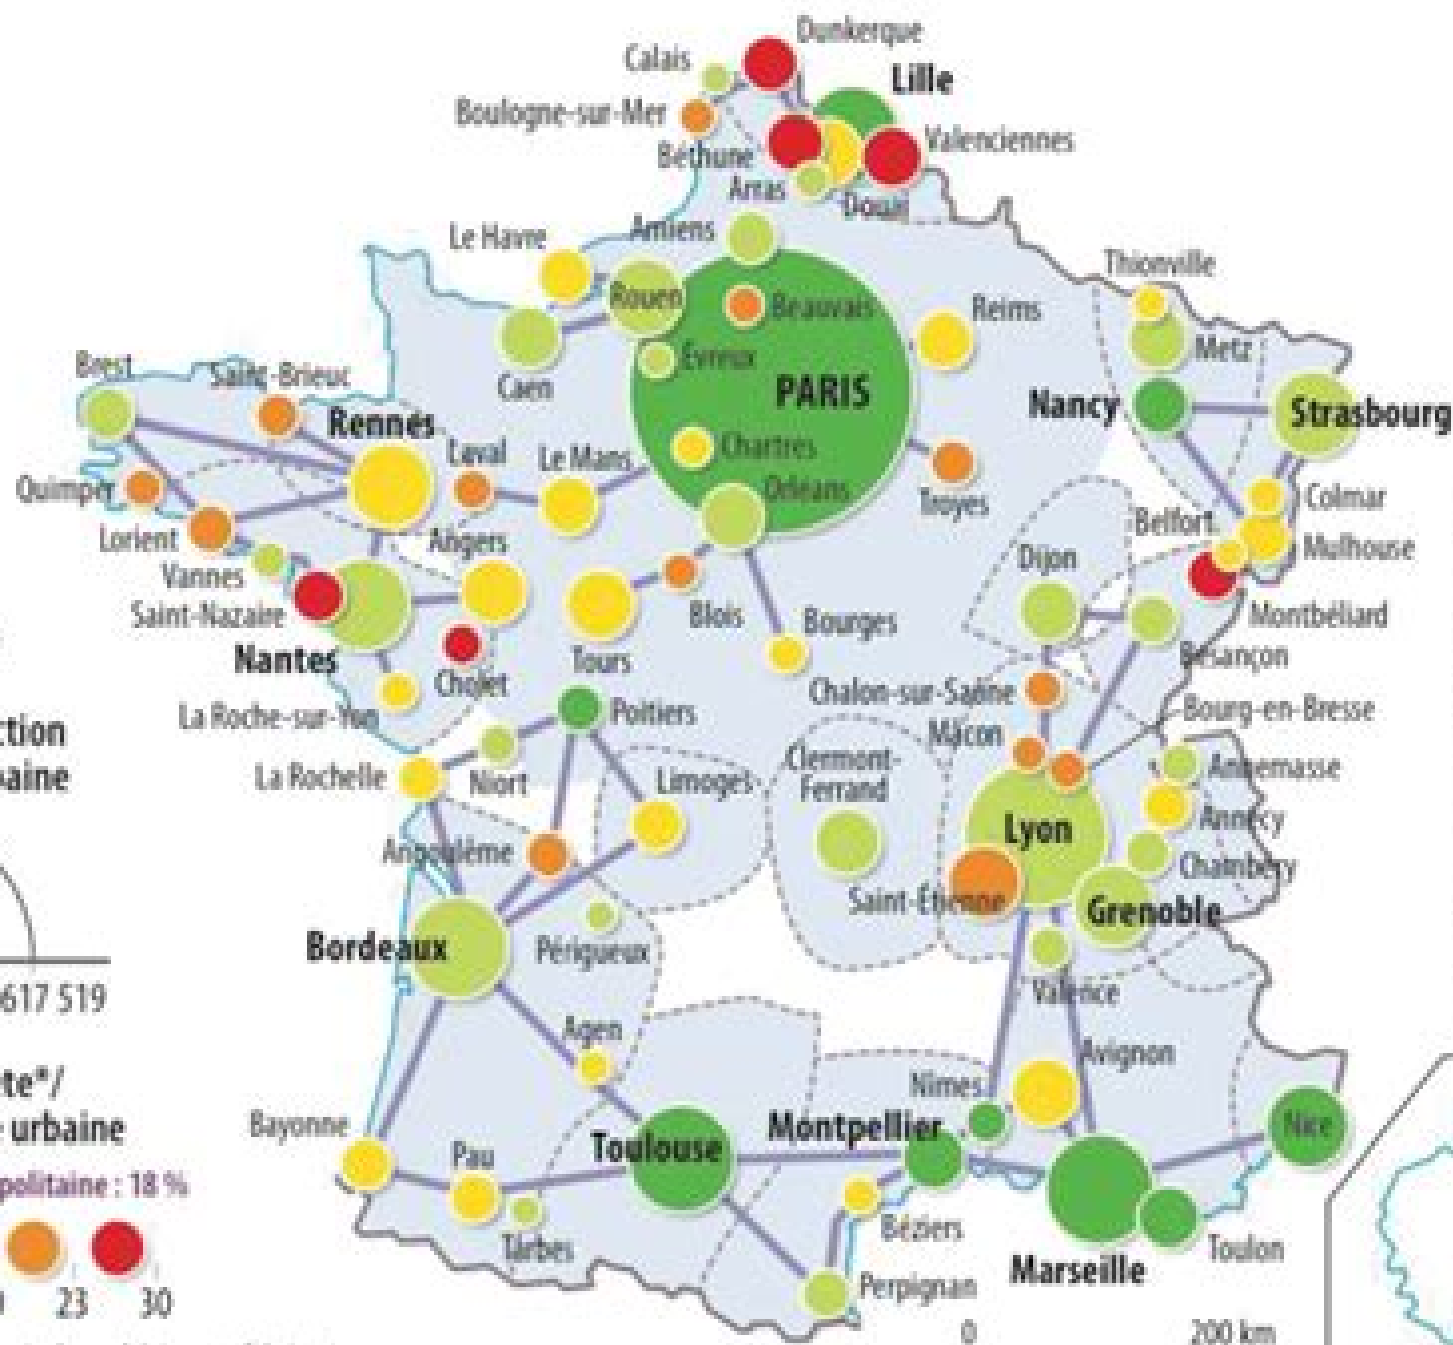 Dunkerque
Calais
Lille
Boulogne-sur-Mer
Valenciennes
Béthune
Arras
Douai
Amiens
Le Havre
Thionville
Rouen
Beauvais
Reims
Metz
Evreux
Caen
PARIS
Brest
Saint-Brieuc
Nancy
Strasbourg
Rennes
Laval
Le Mans
Chartres
Orléans
Quimper
Troyes
Colmar
Belfort
Lorient
Angers
Mulhouse
Dijon
Vannes
Saint-Nazaire
Blois
Bourges
Montbéliard
Nantes
Tours
Besançon
Cholet
Chalon-sur-Saône
La Roche-sur-Yon
Poitiers
Bourg-en-Bresse
ction
baine
Mâcon
La Rochelle
Niort
Limoges
Clermont-
Ferrand
Annemasse
Annecy
Lyon
Angoulême
Chambéry
Saint-Étienne
Grenoble
Bordeaux
Périgueux
Valence
617 519
Agen
Avignon
ète*/
urbaine
Nîmes
Bayonne
Montpellier
Nice
Pau
Toulouse
politaine : 18 %
Béziers
Tarbes
Toulon
Marseille
Perpignan
23 30
0 200 km